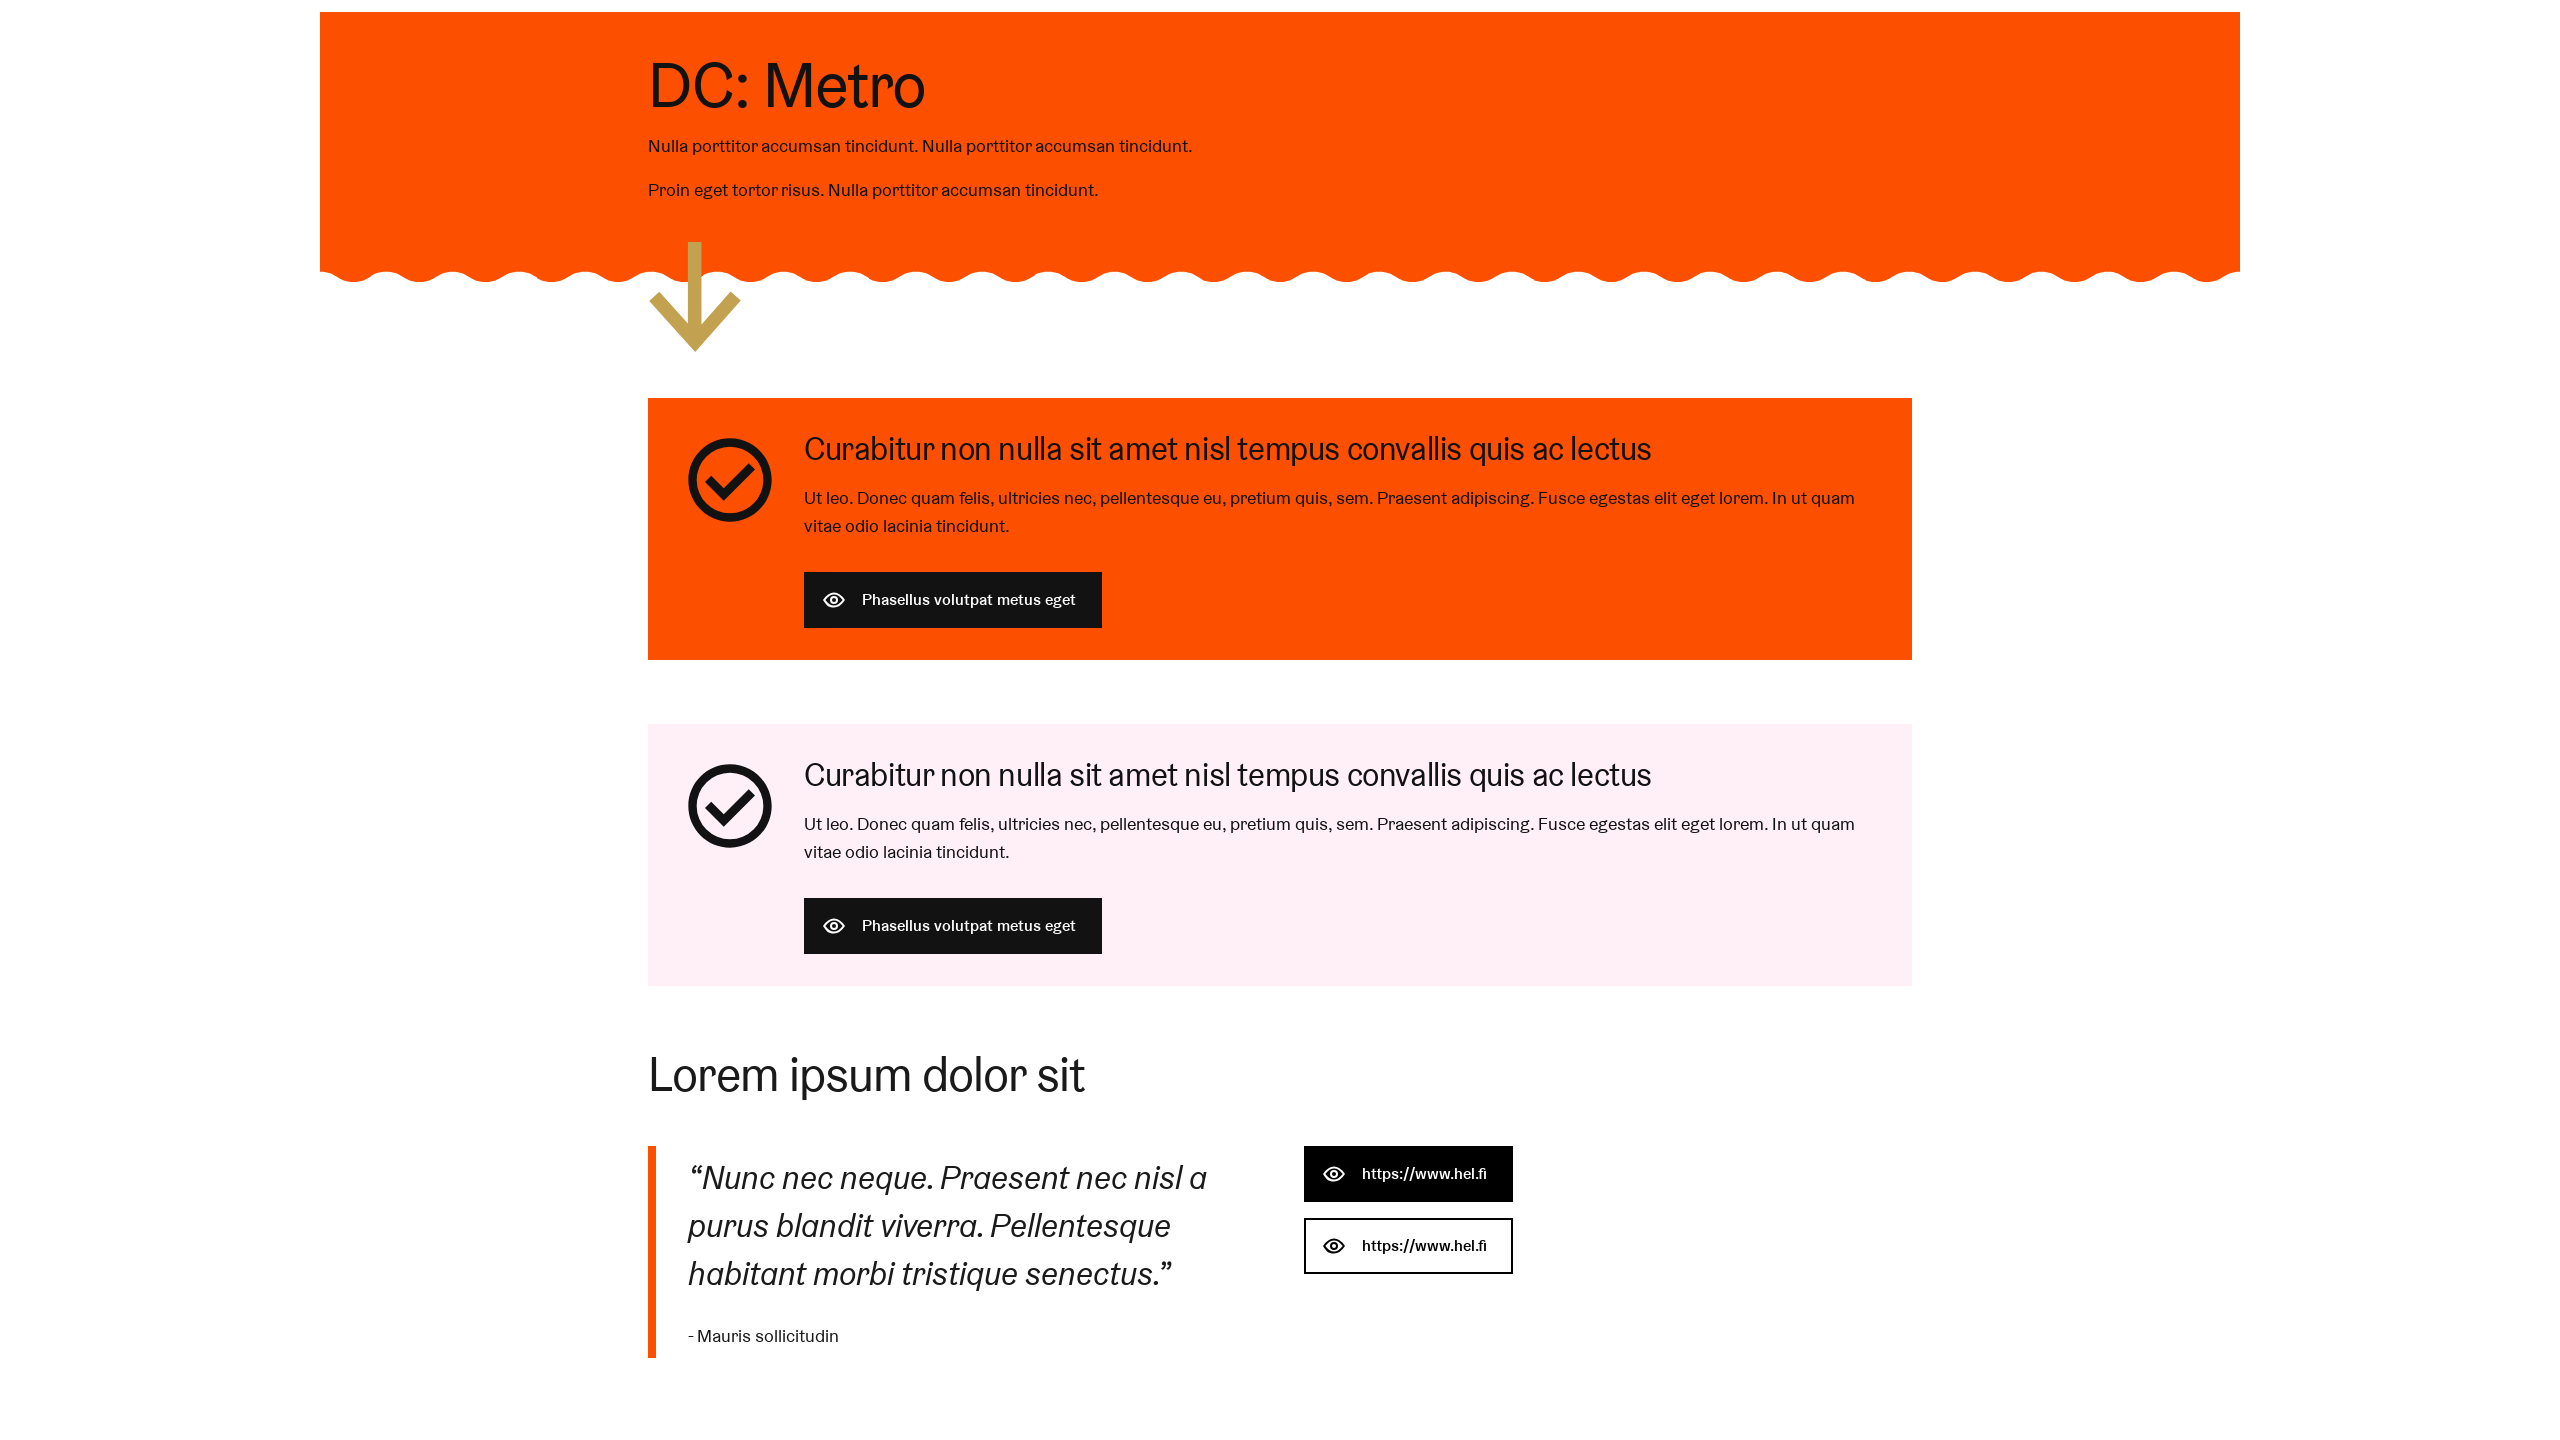 DC: Metro
Nulla porttitor accumsan tincidunt. Nulla porttitor accumsan tincidunt.
Proin eget tortor risus. Nulla porttitor accumsan tincidunt.
Curabitur non nulla sit amet nisl tempus convallis quis ac lectus
Ut leo. Donec quam felis, ultricies nec, pellentesque eu, pretium quis, sem. Praesent adipiscing. Fusce egestas elit eget lorem. In ut quam
vitae odio lacinia tincidunt.
Phasellus volutpat metus eget
Curabitur non nulla sit amet nisl tempus convallis quis ac lectus
Ut leo. Donec quam felis, ultricies nec, pellentesque eu, pretium quis, sem. Praesent adipiscing. Fusce egestas elit eget lorem. In ut quam
vitae odio lacinia tincidunt.
Phasellus volutpat metus eget
Lorem ipsum dolor sit
“Nunc nec neque. Praesent nec nisl a
purus blandit viverra. Pellentesque
habitant morbi tristique senectus.”
- Mauris sollicitudin
https://www.hel.fi
https://www.hel.fi